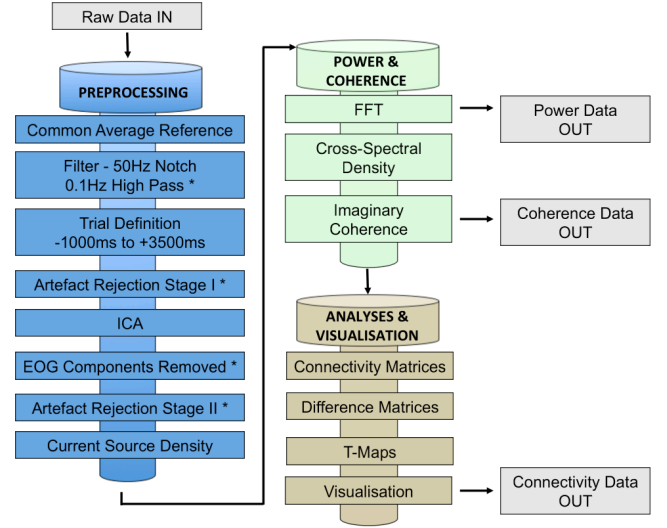 Raw Data IN
PREPROCESSING
Common Average Reference
Filter - 50Hz Notch
0.1Hz High Pass *
Trial Definition
-1000ms to +3500ms
Artefact Rejection Stage I *
ICA
EOG Components Removed *
Artefact Rejection Stage II *
Current Source Density
POWER &
COHERENCE
FFT
Power Data
OUT
Cross-Spectral
Density
Imaginary
Coherence
Coherence Data
OUT
ANALYSES &
VISUALISATION
Connectivity Matrices
Difference Matrices
T-Maps
Visualisation
Connectivity Data
OUT